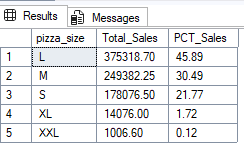 Results Messages
pizza_size Total_Sales PCT_Sales
1 L 375318.70 45.89
2 M 249382.25 30.49
3 S 178076.50 21.77
4 XL 14076.00 1.72
5 XXL 1006.60 0.12